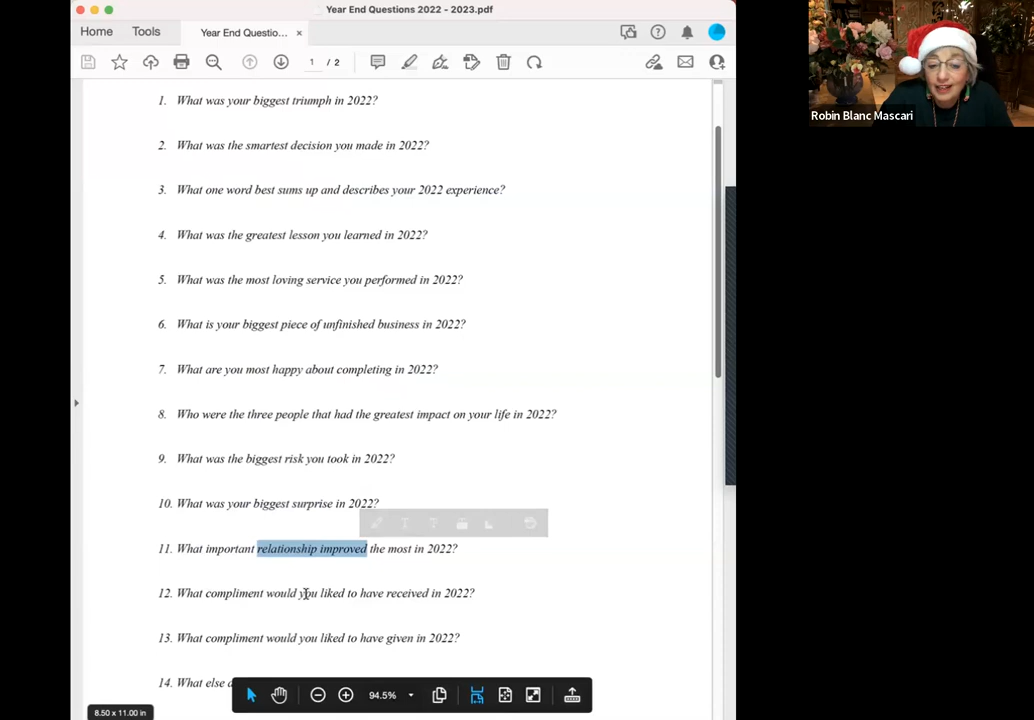 Year End Questions 2022 - 2023.pdf
Home Tools Year End Questio... ×
1 / 2
1. What was your biggest triumph in 2022?
2. What was the smartest decision you made in 2022?
3. What one word best sums up and describes your 2022 experience?
4. What was the greatest lesson you learned in 2022?
5. What was the most loving service you performed in 2022?
6. What is your biggest piece of unfinished business in 2022?
7. What are you most happy about completing in 2022?
8. Who were the three people that had the greatest impact on your life in 2022?
9. What was the biggest risk you took in 2022?
10. What was your biggest surprise in 2022?
11. What important relationship improved the most in 2022?
12. What compliment would you liked to have received in 2022?
13. What compliment would you liked to have given in 2022?
14. What else
94.5%
8.50 x 11.00 in
Robin Blanc Mascari